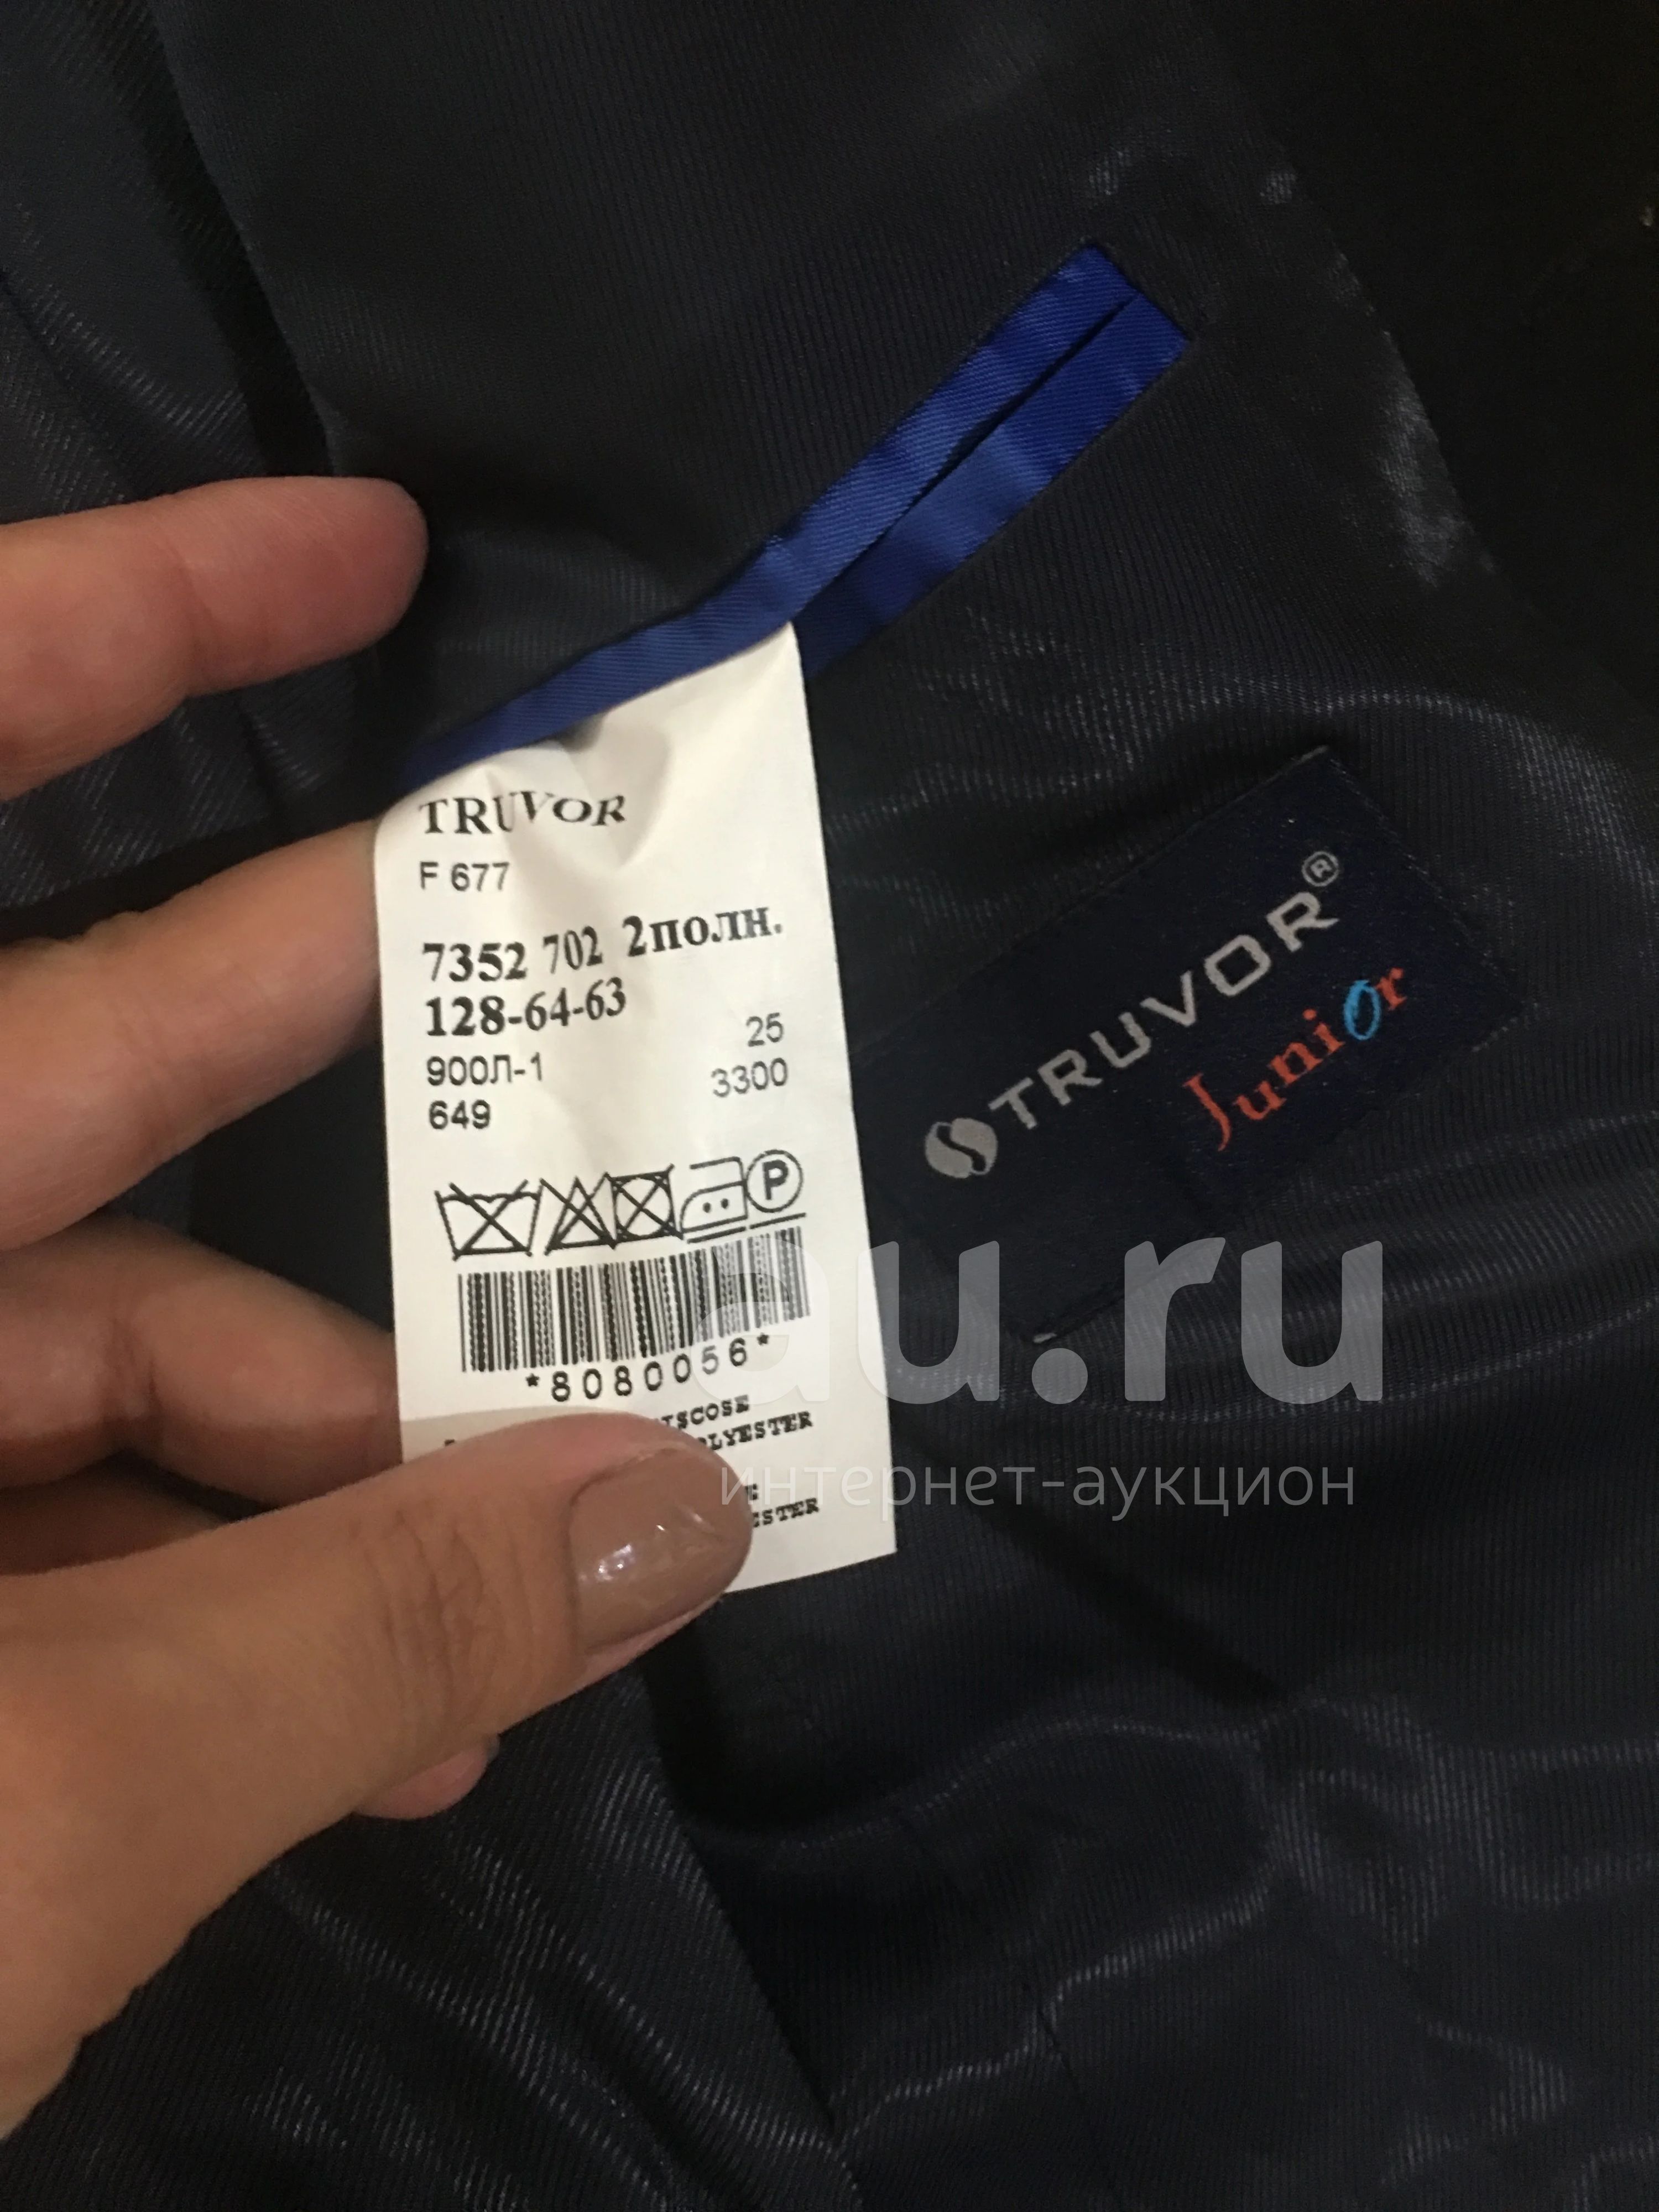 TRUVOR
F 677
7352 702 2полн.
128-64-63
900Л-1 25
649 3300
P
*8080056*
TRUVOR®
Junior
au.ru
интернет-аукцион